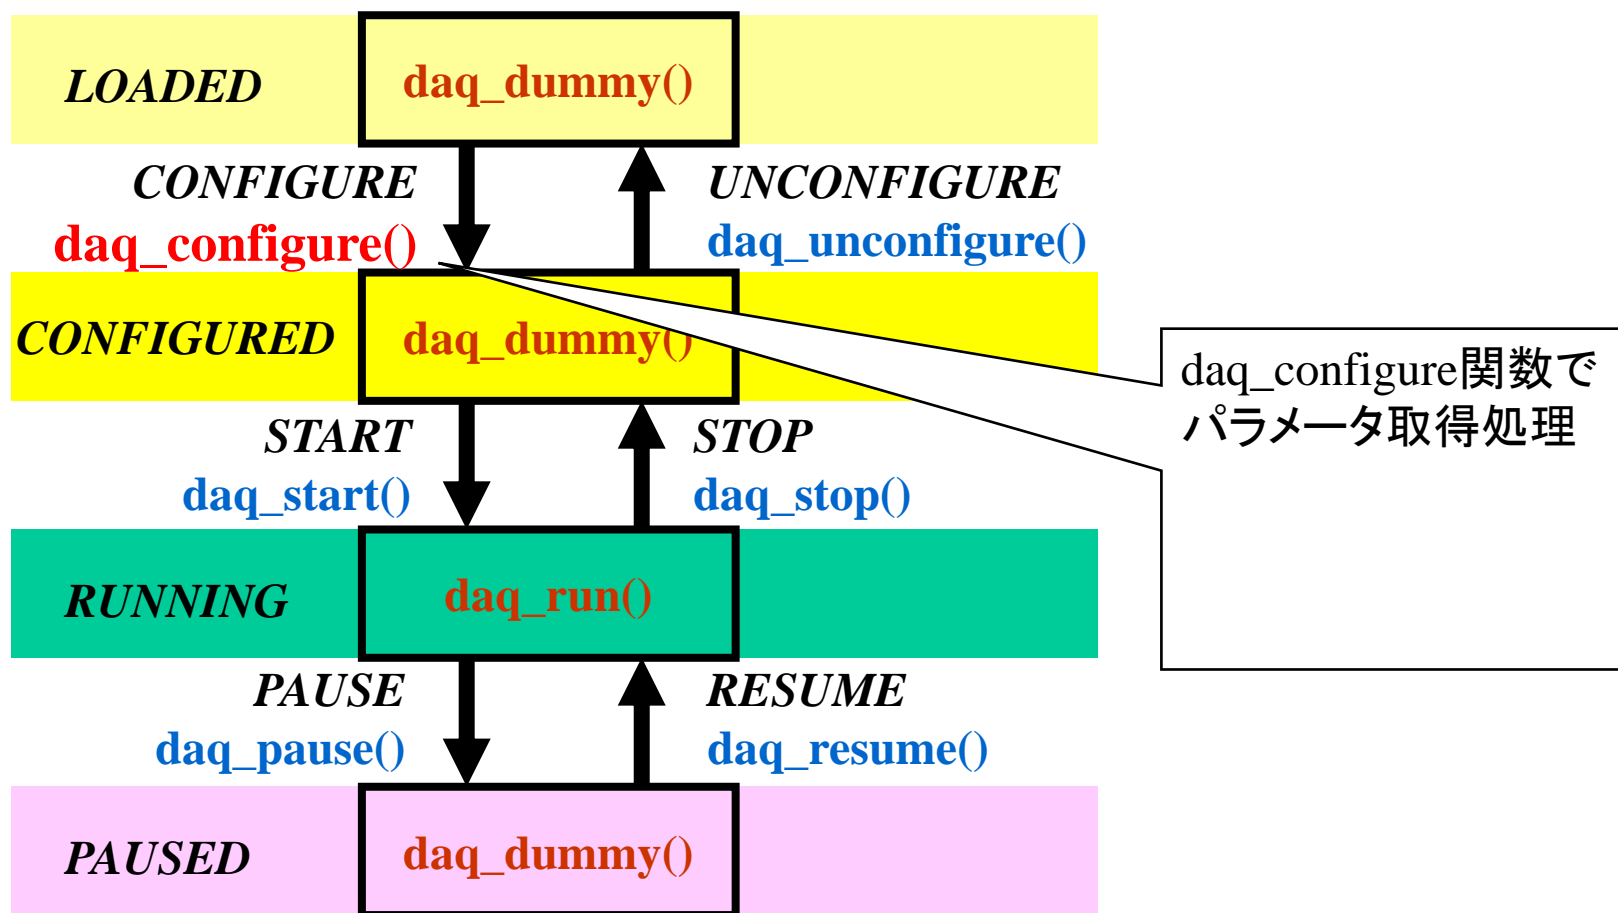 LOADED
daq_dummy()
CONFIGURE
daq_configure()
UNCONFIGURE
daq_unconfigure()
CONFIGURED
daq_dummy()
daq_configure関数で
パラメータ取得処理
START
daq_start()
STOP
daq_stop()
RUNNING
daq_run()
PAUSE
daq_pause()
RESUME
daq_resume()
PAUSED
daq_dummy()